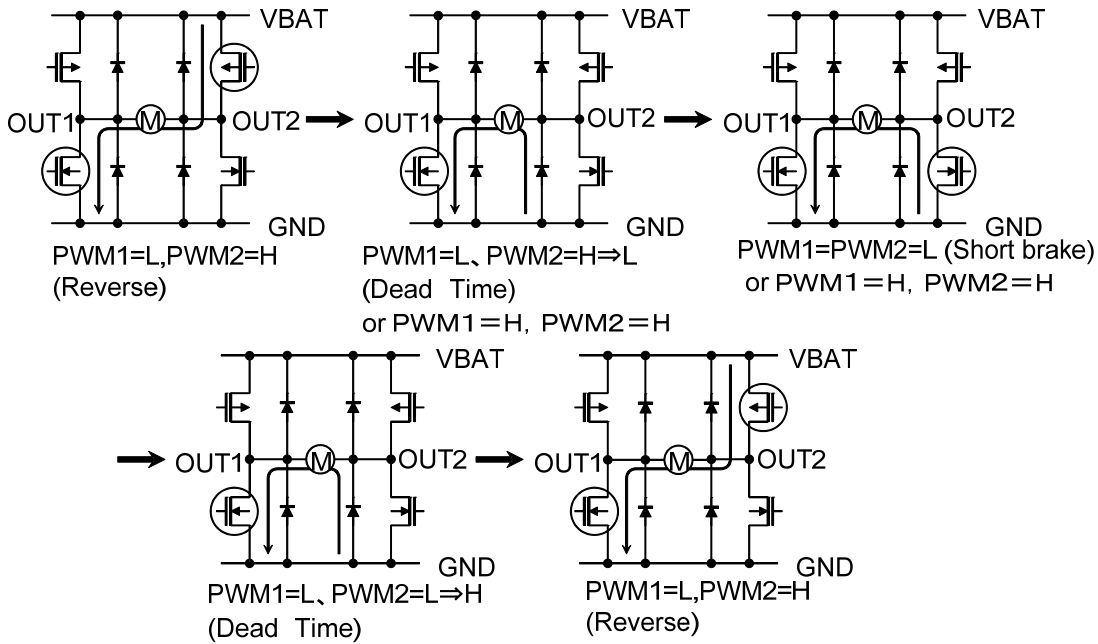 VBAT
M
OUT1
OUT2
GND
PWM1=L,PWM2=H
(Reverse)
VBAT
M
OUT1
OUT2
GND
PWM1=L、PWM2=H⇒L
(Dead Time)
or PWM1＝H，PWM2＝H
VBAT
M
OUT1
OUT2
GND
PWM1=PWM2=L (Short brake)
or PWM1＝H，PWM2＝H
VBAT
M
OUT1
OUT2
GND
PWM1=L、PWM2=L⇒H
(Dead Time)
VBAT
M
OUT1
OUT2
GND
PWM1=L,PWM2=H
(Reverse)